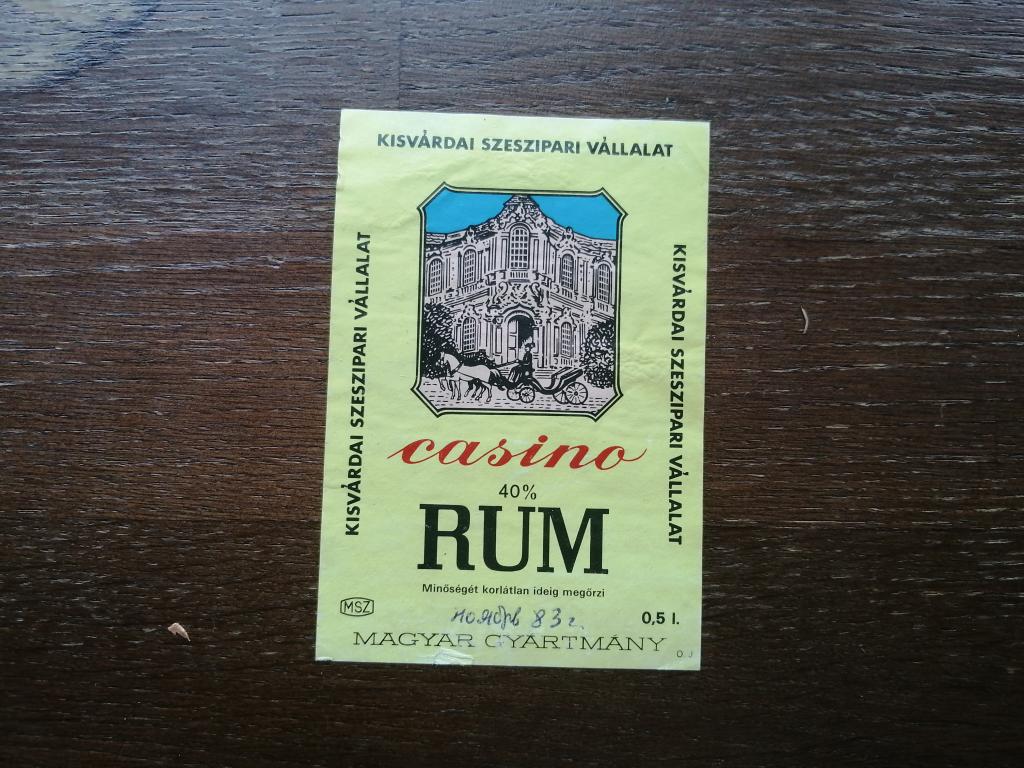 KISVÁRDAI SZESZIPARI VÁLLALAT
KISVÁRDAI SZESZIPARI VÁLLALAT
KISVÁRDAI SZESZIPARI VÁLLALAT
casino
40%
RUM
Minőségét korlátlan ideig megőrzi
MSZ
ноябрь 83 г.
0,5 l.
MAGYAR GYÁRTMÁNY
O J